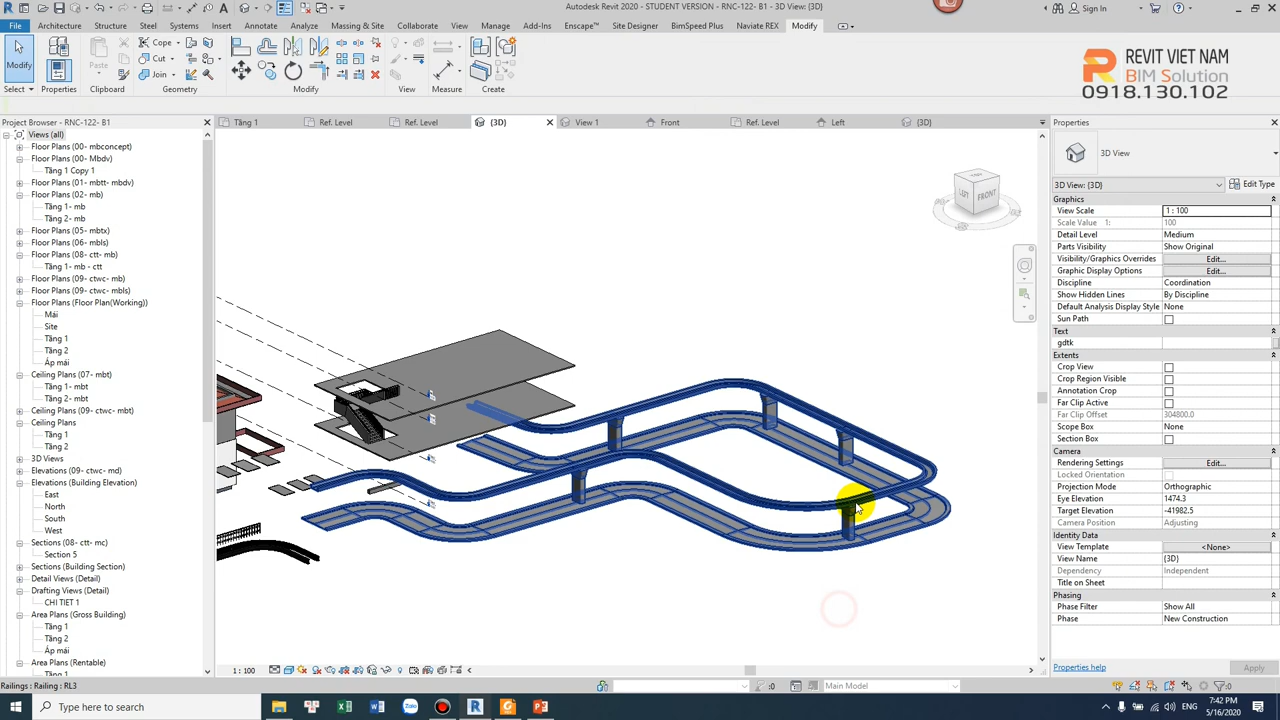 Autodesk Revit 2020 - STUDENT VERSION - RNC-122- B1 - 3D View: {3D}
Sign In
File Architecture Structure Steel Systems Insert Annotate Analyze Massing & Site Collaborate View Manage Add-Ins Enscape™ Site Designer BimSpeed Plus Naviate REX Modify
Modify Properties Paste Cope Cut Join
Select Properties Clipboard Geometry Modify View Measure Create
REVIT VIET NAM
BIM Solution
0918.130.102
Project Browser - RNC-122- B1
Tầng 1 Ref. Level Ref. Level {3D} View 1 Front Ref. Level Left {3D}
Properties
Views (all)
Floor Plans (00- mbconcept)
Floor Plans (00- Mbdv)
Tầng 1 Copy 1
Floor Plans (01- mbtt- mbdv)
Floor Plans (02- mb)
Tầng 1- mb
Tầng 2- mb
Floor Plans (05- mbtx)
Floor Plans (06- mbls)
Floor Plans (08- ctt- mb)
Tầng 1- mb - ctt
Floor Plans (09- ctwc- mb)
Floor Plans (09- ctwc- mbls)
Floor Plans (Floor Plan(Working))
Mái
Site
Tầng 1
Tầng 2
Áp mái
Ceiling Plans (07- mbt)
Tầng 1- mbt
Tầng 2- mbt
Ceiling Plans (09- ctwc- mbt)
Ceiling Plans
Tầng 1
Tầng 2
3D Views
Elevations (09- ctwc- md)
Elevations (Building Elevation)
East
North
South
West
Sections (08- ctt- mc)
Section 5
Sections (Building Section)
Detail Views (Detail)
Drafting Views (Detail)
CHI TIET 1
Area Plans (Gross Building)
Tầng 1
Tầng 2
Áp mái
Area Plans (Rentable)
Tầng 1
LEFT FRONT
3D View
3D View: {3D} Edit Type
Graphics
View Scale 1 : 100
Scale Value 1: 100
Detail Level Medium
Parts Visibility Show Original
Visibility/Graphics Overrides Edit...
Graphic Display Options Edit...
Discipline Coordination
Show Hidden Lines By Discipline
Default Analysis Display Style None
Sun Path
Text
gdtk
Extents
Crop View
Crop Region Visible
Annotation Crop
Far Clip Active
Far Clip Offset 304800.0
Scope Box None
Section Box
Camera
Rendering Settings Edit...
Locked Orientation
Projection Mode Orthographic
Eye Elevation 1474.3
Target Elevation -41982.5
Camera Position Adjusting
Identity Data
View Template <None>
View Name {3D}
Dependency Independent
Title on Sheet
Phasing
Phase Filter Show All
Phase New Construction
Properties help Apply
1 : 100
Railings : Railing : RL3 :0 Main Model :0
Type here to search
ENG
7:42 PM
5/16/2020